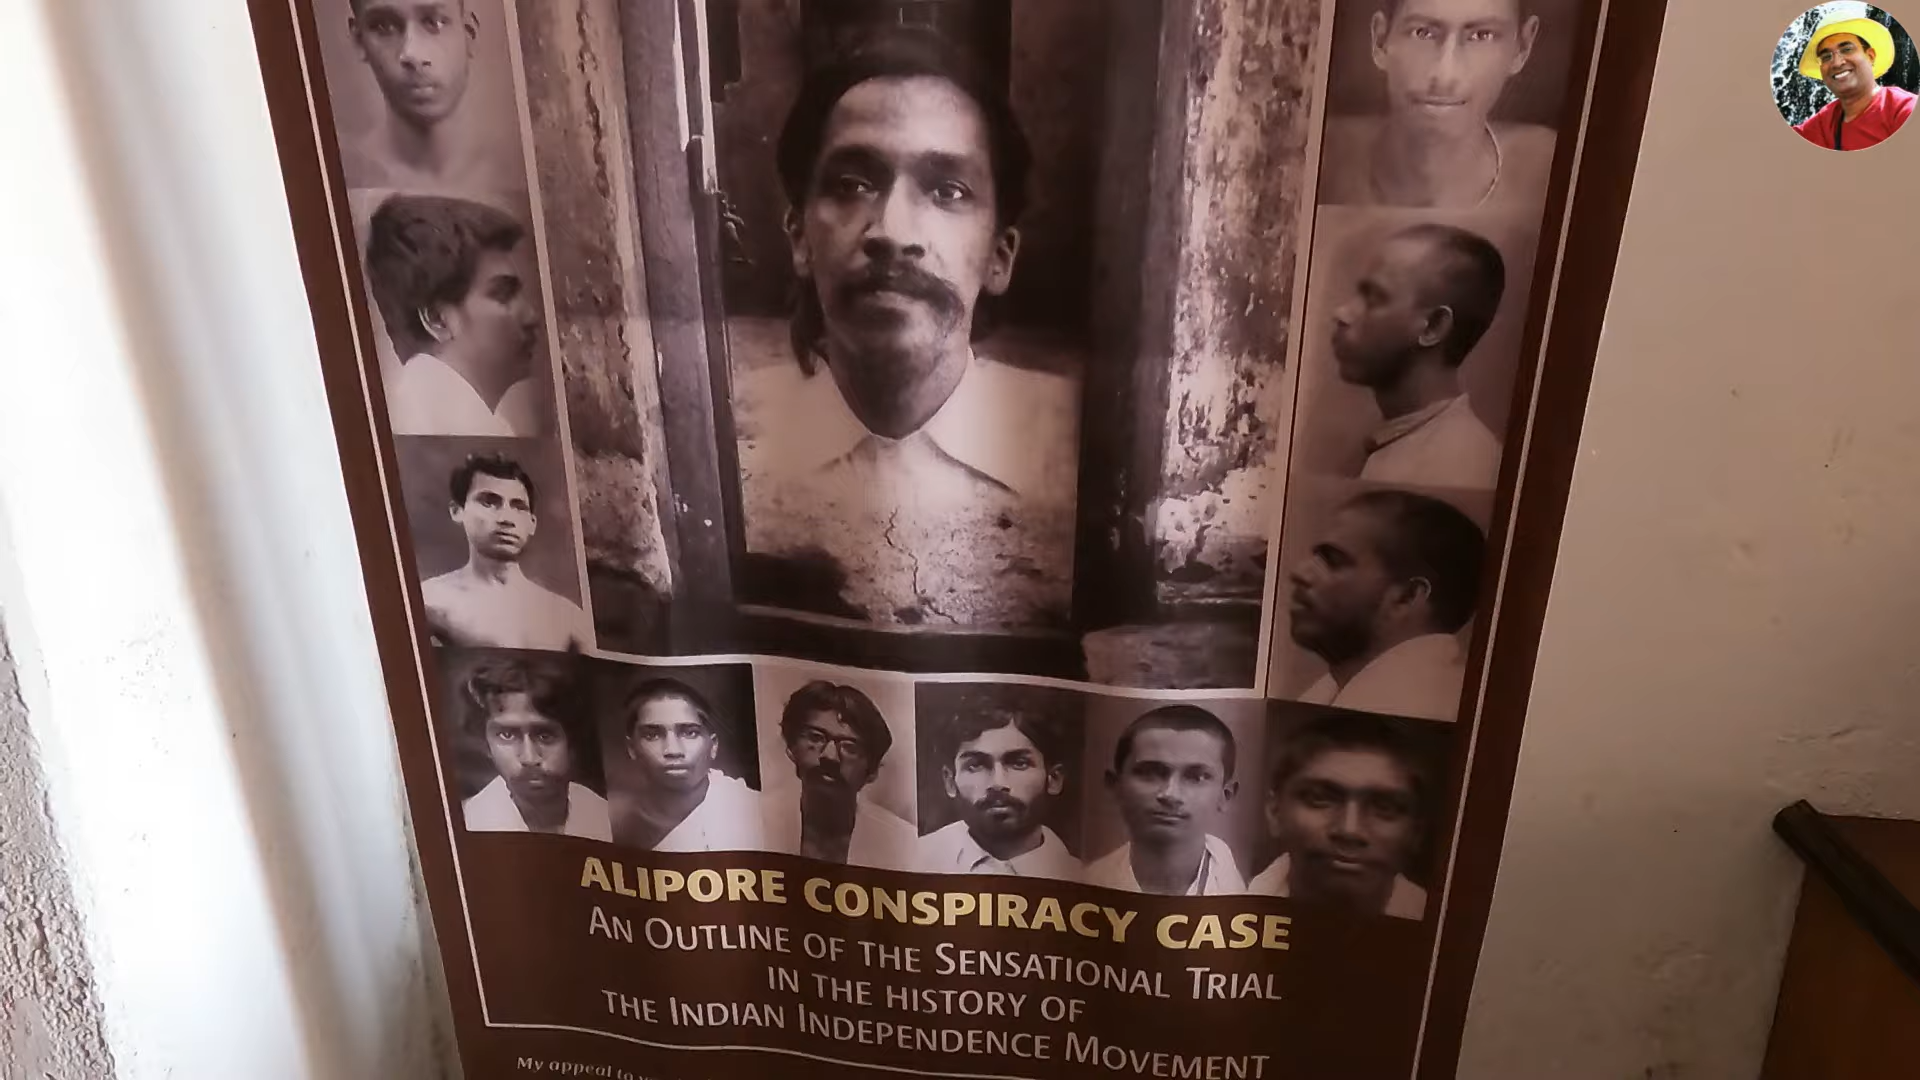 ALIPORE CONSPIRACY CASE
AN OUTLINE OF THE SENSATIONAL TRIAL
IN THE HISTORY OF
THE INDIAN INDEPENDENCE MOVEMENT
My appeal to